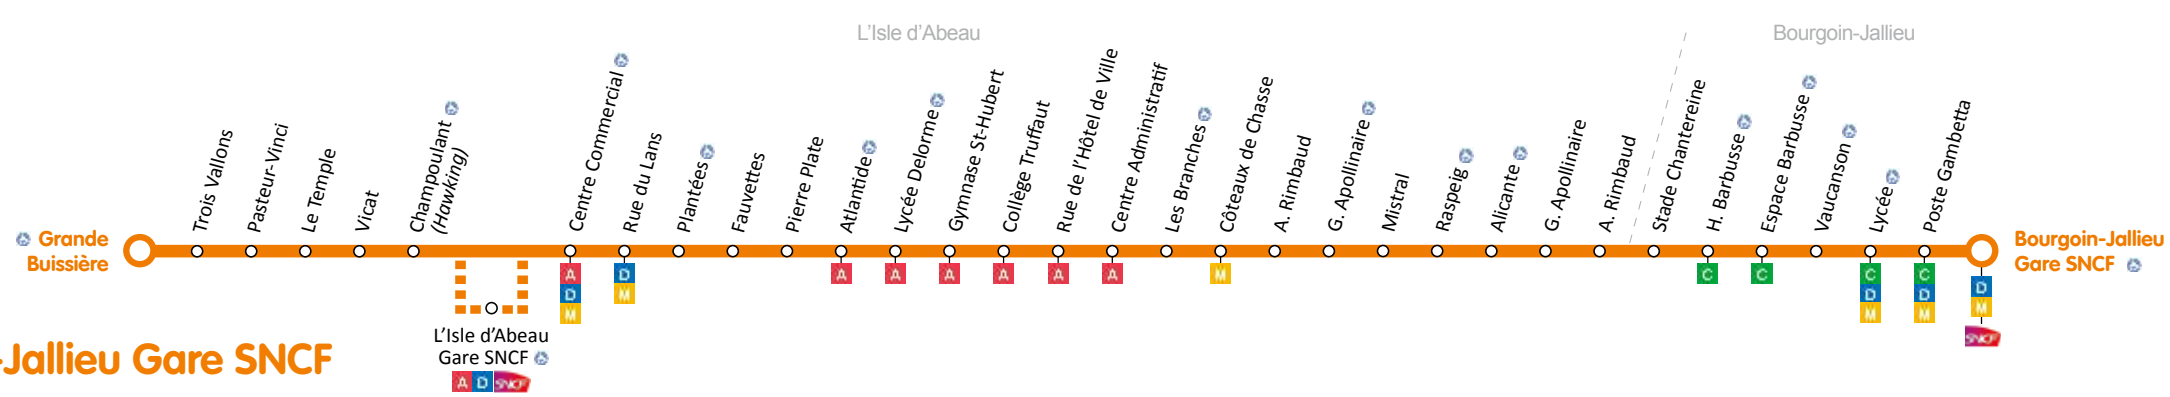 L'Isle d'Abeau
Bourgoin-Jallieu
Grande
Buissière
Trois Vallons
Pasteur-Vinci
Le Temple
Vicat
Champoulant
(Hawking)
L'Isle d'Abeau
Gare SNCF
A D SNCF
Centre Commercial
A
D
M
Rue du Lans
D
M
Plantées
Fauvettes
Pierre Plate
Atlantide
A
Lycée Delorme
A
Gymnase St-Hubert
A
Collège Truffaut
A
Rue de l'Hôtel de Ville
A
Centre Administratif
A
Les Branches
Côteaux de Chasse
M
A. Rimbaud
G. Apollinaire
Mistral
Raspeig
Alicante
G. Apollinaire
A. Rimbaud
Stade Chantereine
H. Barbusse
C
Espace Barbusse
C
Vaucanson
Lycée
C
D
M
Poste Gambetta
C
D
M
Bourgoin-Jallieu
Gare SNCF
D
M
SNCF
-Jallieu Gare SNCF